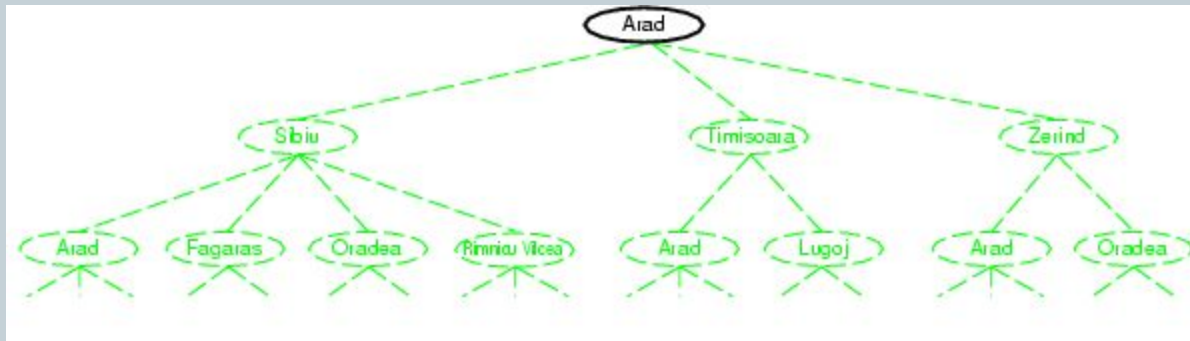 Arad
Sibiu Timisoara Zerind
Arad Fagaras Oradea Rimnicu Vilcea Arad Lugoj Arad Oradea